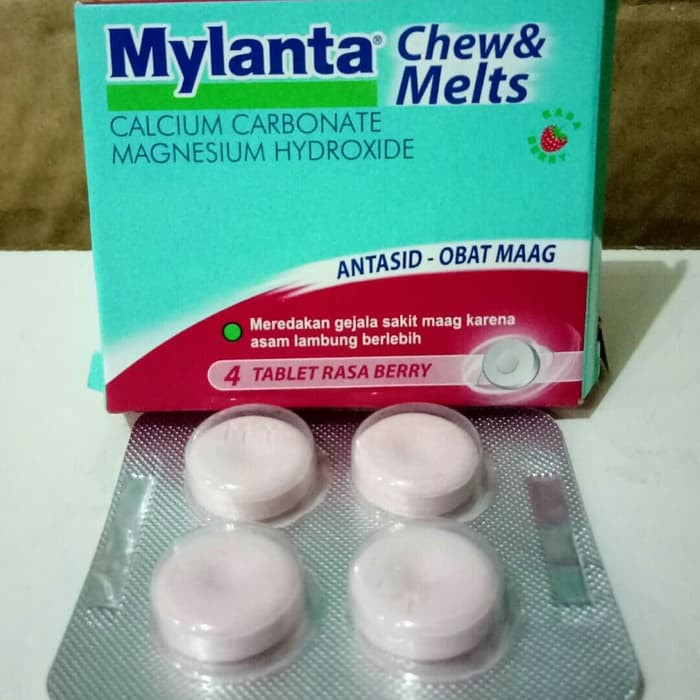 Mylanta® Chew&
Melts
CALCIUM CARBONATE
MAGNESIUM HYDROXIDE
RASA
BERRY
ANTASID - OBAT MAAG
Meredakan gejala sakit maag karena
asam lambung berlebih
4 TABLET RASA BERRY